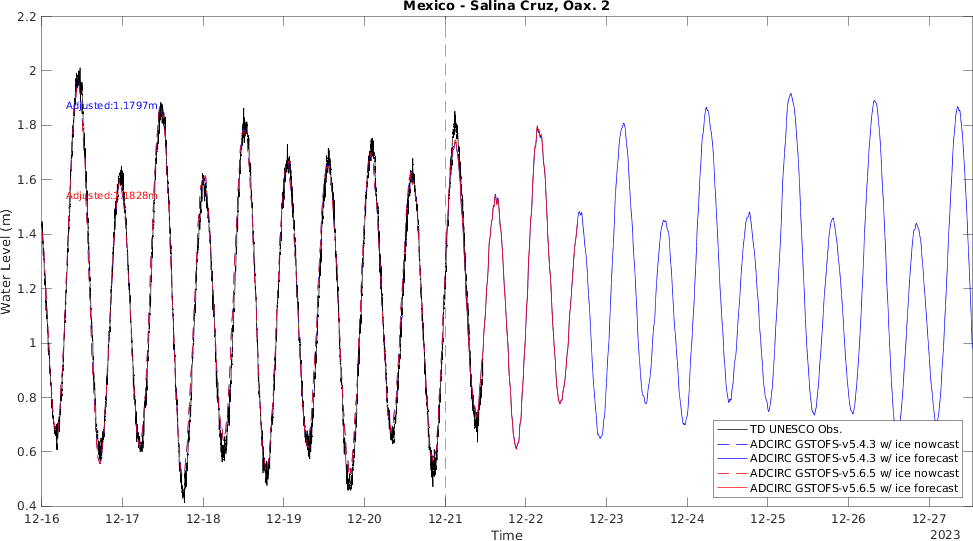 Mexico - Salina Cruz, Oax. 2
2.2
2
1.8
1.6
1.4
1.2
1
0.8
0.6
0.4
Water Level (m)
Adjusted:1.1797m
Adjusted:1.1828m
TD UNESCO Obs.
ADCIRC GSTOFS-v5.4.3 w/ ice nowcast
ADCIRC GSTOFS-v5.4.3 w/ ice forecast
ADCIRC GSTOFS-v5.6.5 w/ ice nowcast
ADCIRC GSTOFS-v5.6.5 w/ ice forecast
12-16 12-17 12-18 12-19 12-20 12-21 12-22 12-23 12-24 12-25 12-26 12-27
Time
2023